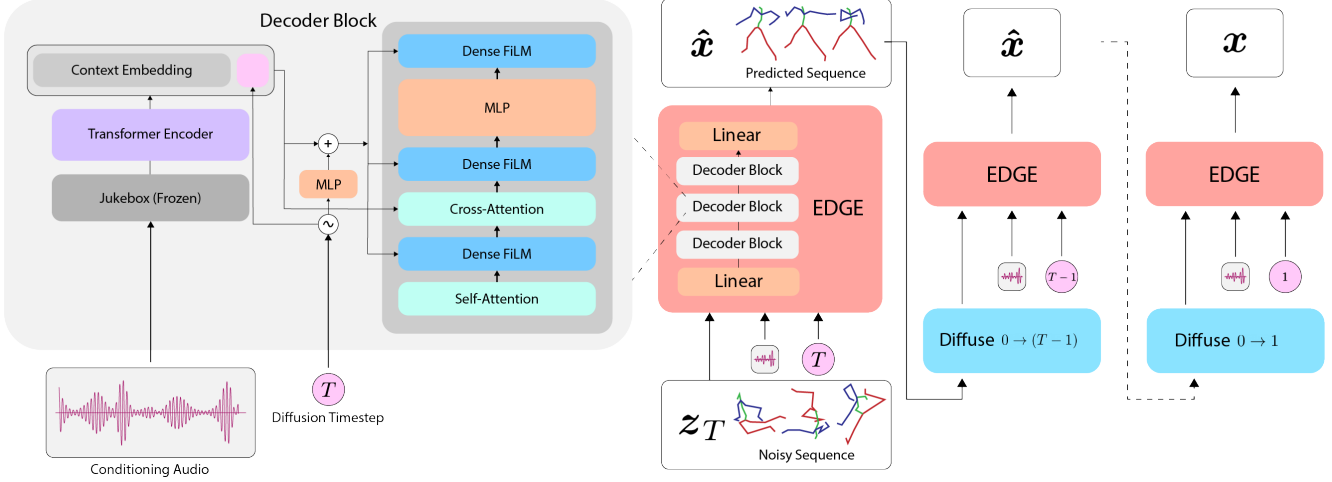 Decoder Block
Context Embedding
Transformer Encoder
Jukebox (Frozen)
+
MLP
~
Dense FiLM
MLP
Dense FiLM
Cross-Attention
Dense FiLM
Self-Attention
Conditioning Audio
T
Diffusion Timestep
x̂
Predicted Sequence
Linear
Decoder Block
Decoder Block
Decoder Block
Linear
EDGE
T
z_T
Noisy Sequence
x̂
EDGE
T − 1
Diffuse 0 → (T − 1)
x
EDGE
1
Diffuse 0 → 1